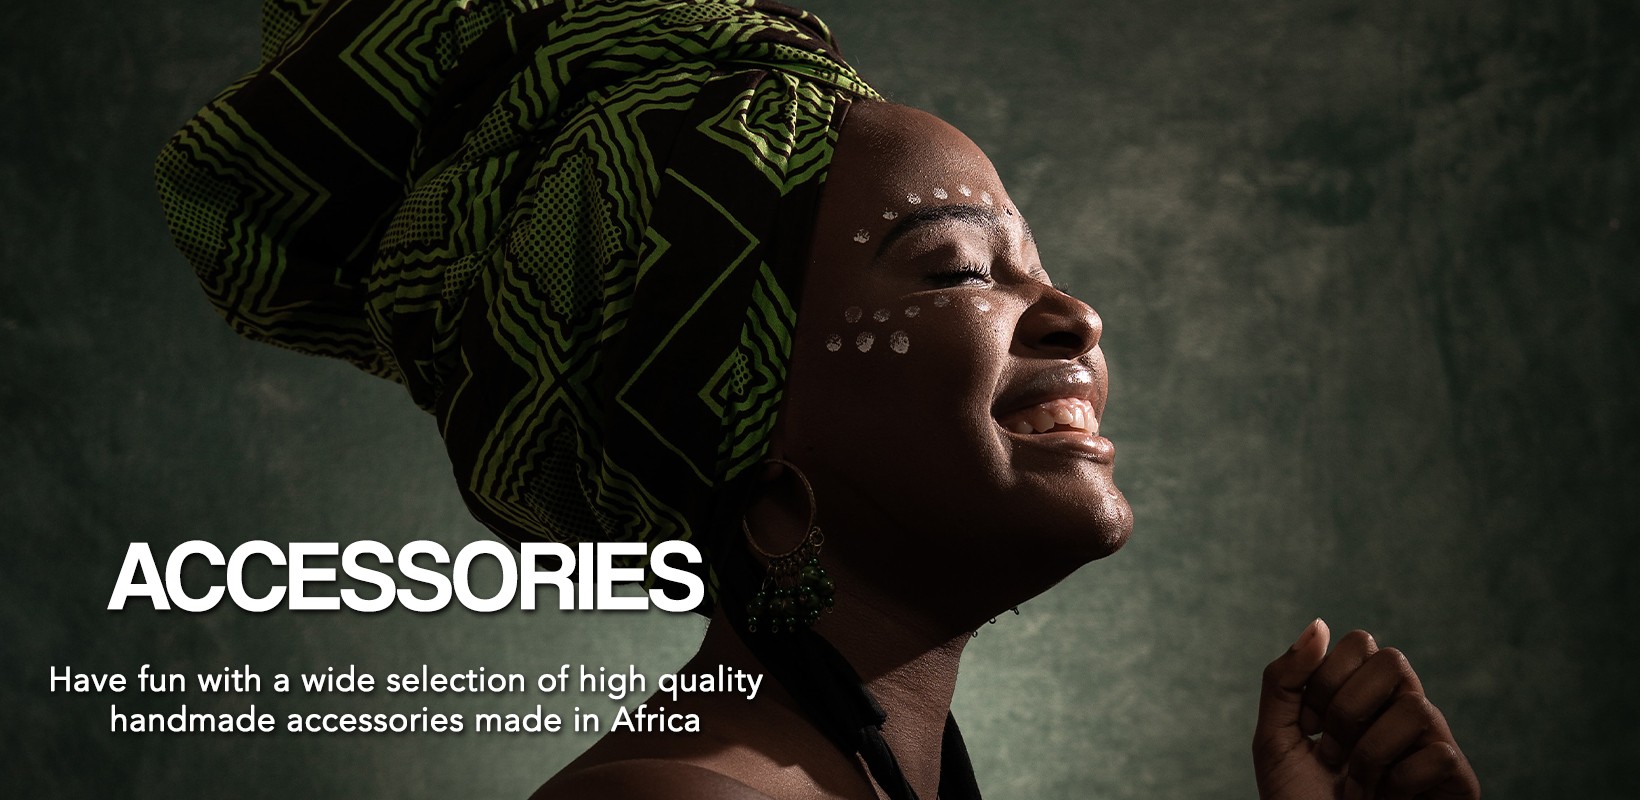 ACCESSORIES
Have fun with a wide selection of high quality
handmade accessories made in Africa